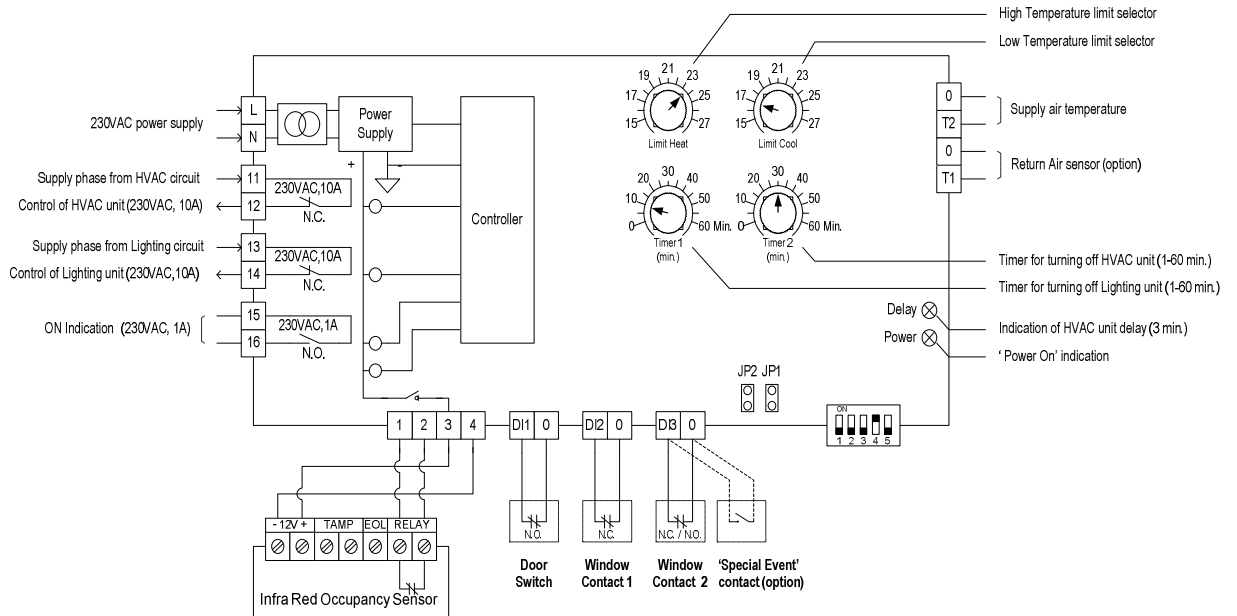 High Temperature limit selector
Low Temperature limit selector
21
19 23
17 25
15 27
Limit Heat
21
19 23
17 25
15 27
Limit Cool
0
T2
Supply air temperature
0
T1
Return Air sensor (option)
230VAC power supply
L
N
Power
Supply
+
-
Controller
Supply phase from HVAC circuit
11
230VAC,10A
Control of HVAC unit (230VAC, 10A)
12
N.C.
Supply phase from Lighting circuit
13
230VAC,10A
Control of Lighting unit (230VAC,10A)
14
N.C.
ON Indication (230VAC, 1A)
15
230VAC,1A
16
N.O.
30
20 40
10 50
0 60 Min.
Timer 1
(min.)
30
20 40
10 50
0 60 Min.
Timer 2
(min.)
Timer for turning off HVAC unit (1-60 min.)
Timer for turning off Lighting unit (1-60 min.)
Delay
Indication of HVAC unit delay (3 min.)
Power
‘ Power On’ indication
JP2 JP1
ON
1 2 3 4 5
1 2 3 4
DI1 0
DI2 0
DI3 0
N.O.
N.C.
N.C. / N.O.
Door
Switch
Window
Contact 1
Window
Contact 2
‘Special Event’
contact (option)
- 12V + TAMP EOL RELAY
Infra Red Occupancy Sensor